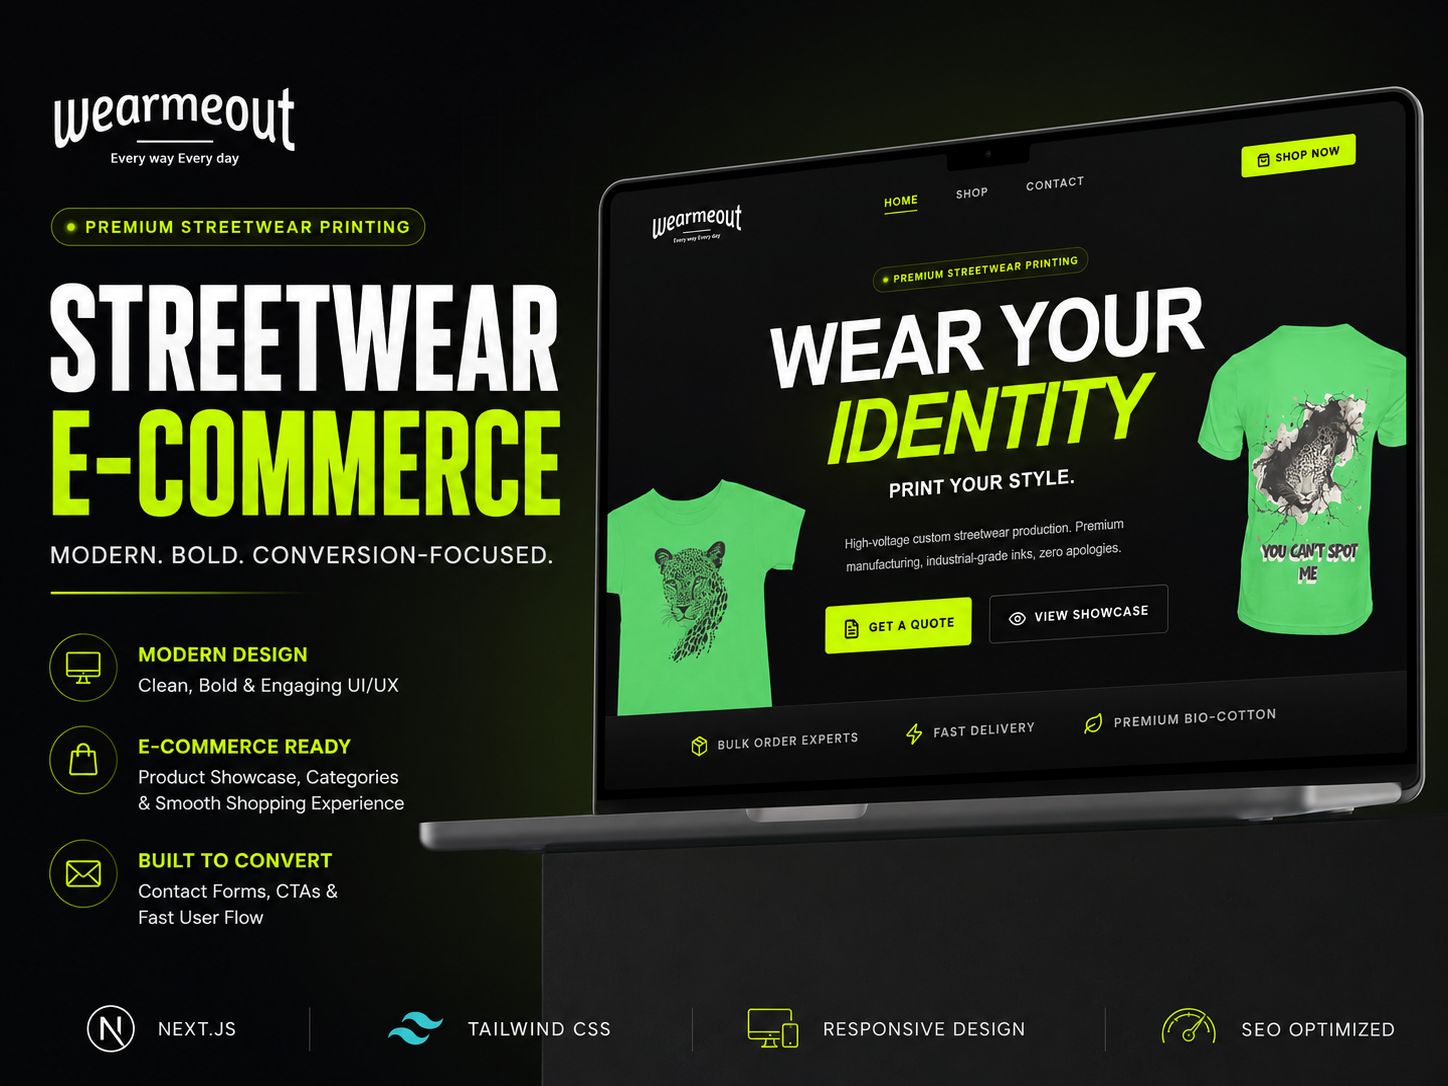 wearmeout
Every way Every day
PREMIUM STREETWEAR PRINTING
STREETWEAR
E-COMMERCE
MODERN. BOLD. CONVERSION-FOCUSED.
MODERN DESIGN
Clean, Bold & Engaging UI/UX
E-COMMERCE READY
Product Showcase, Categories
& Smooth Shopping Experience
BUILT TO CONVERT
Contact Forms, CTAs &
Fast User Flow
wearmeout
Every way Every day
HOME
SHOP
CONTACT
SHOP NOW
PREMIUM STREETWEAR PRINTING
WEAR YOUR
IDENTITY
PRINT YOUR STYLE.
High-voltage custom streetwear production. Premium
manufacturing, industrial-grade inks, zero apologies.
GET A QUOTE
VIEW SHOWCASE
YOU CAN'T SPOT
ME
BULK ORDER EXPERTS
FAST DELIVERY
PREMIUM BIO-COTTON
NEXT.JS
TAILWIND CSS
RESPONSIVE DESIGN
SEO OPTIMIZED